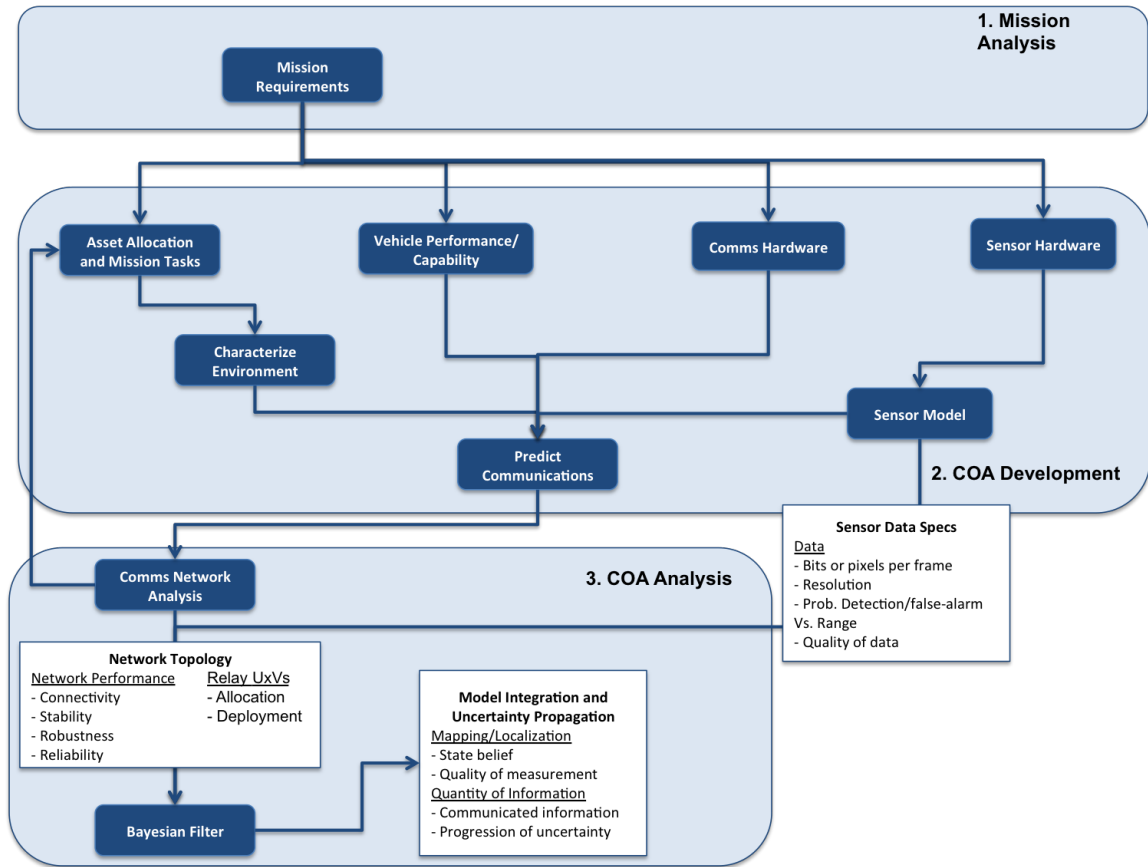 1. Mission
Analysis
Mission
Requirements
Asset Allocation
and Mission Tasks
Vehicle Performance/
Capability
Comms Hardware
Sensor Hardware
Characterize
Environment
Sensor Model
Predict
Communications
2. COA Development
Sensor Data Specs
Data
- Bits or pixels per frame
- Resolution
- Prob. Detection/false-alarm
Vs. Range
- Quality of data
3. COA Analysis
Comms Network
Analysis
Network Topology
Network Performance
- Connectivity
- Stability
- Robustness
- Reliability
Relay UxVs
- Allocation
- Deployment
Model Integration and
Uncertainty Propagation
Mapping/Localization
- State belief
- Quality of measurement
Quantity of Information
- Communicated information
- Progression of uncertainty
Bayesian Filter